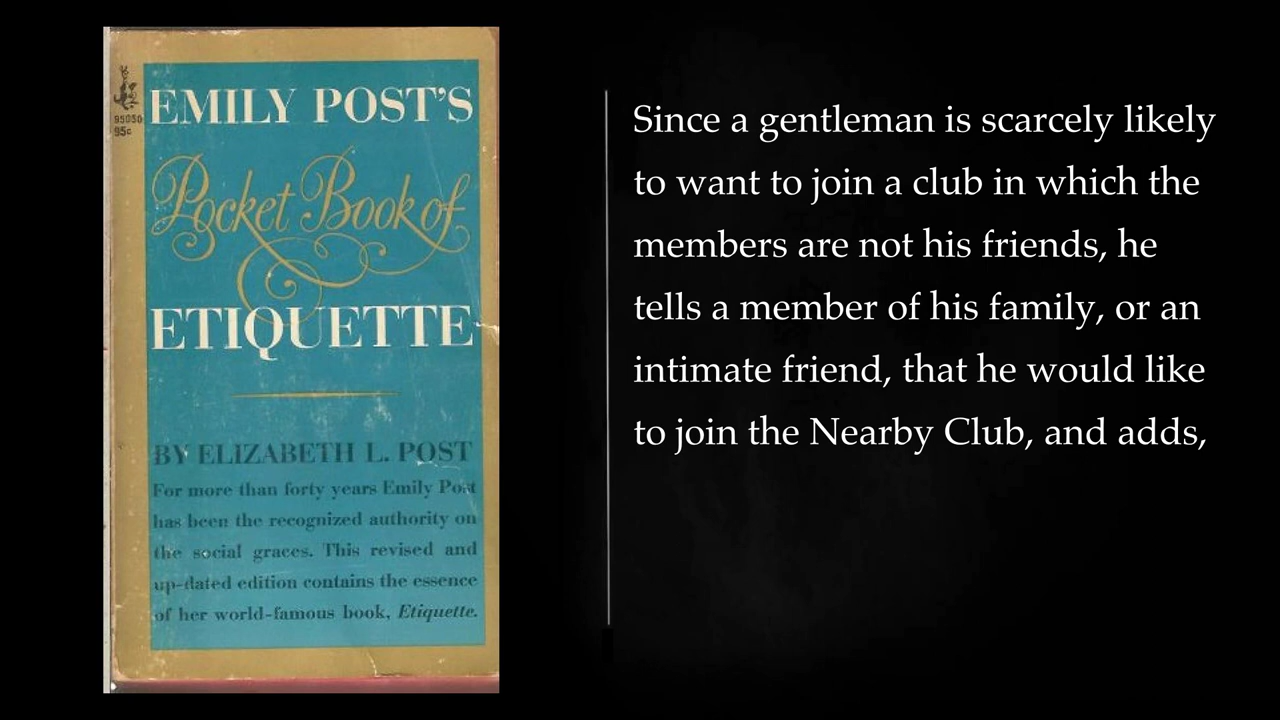 95050
95c
EMILY POST'S
Pocket Book of
ETIQUETTE
BY ELIZABETH L. POST
For more than forty years Emily Post
has been the recognized authority on
the social graces. This revised and
up-dated edition contains the essence
of her world-famous book, Etiquette.
Since a gentleman is scarcely likely
to want to join a club in which the
members are not his friends, he
tells a member of his family, or an
intimate friend, that he would like
to join the Nearby Club, and adds,